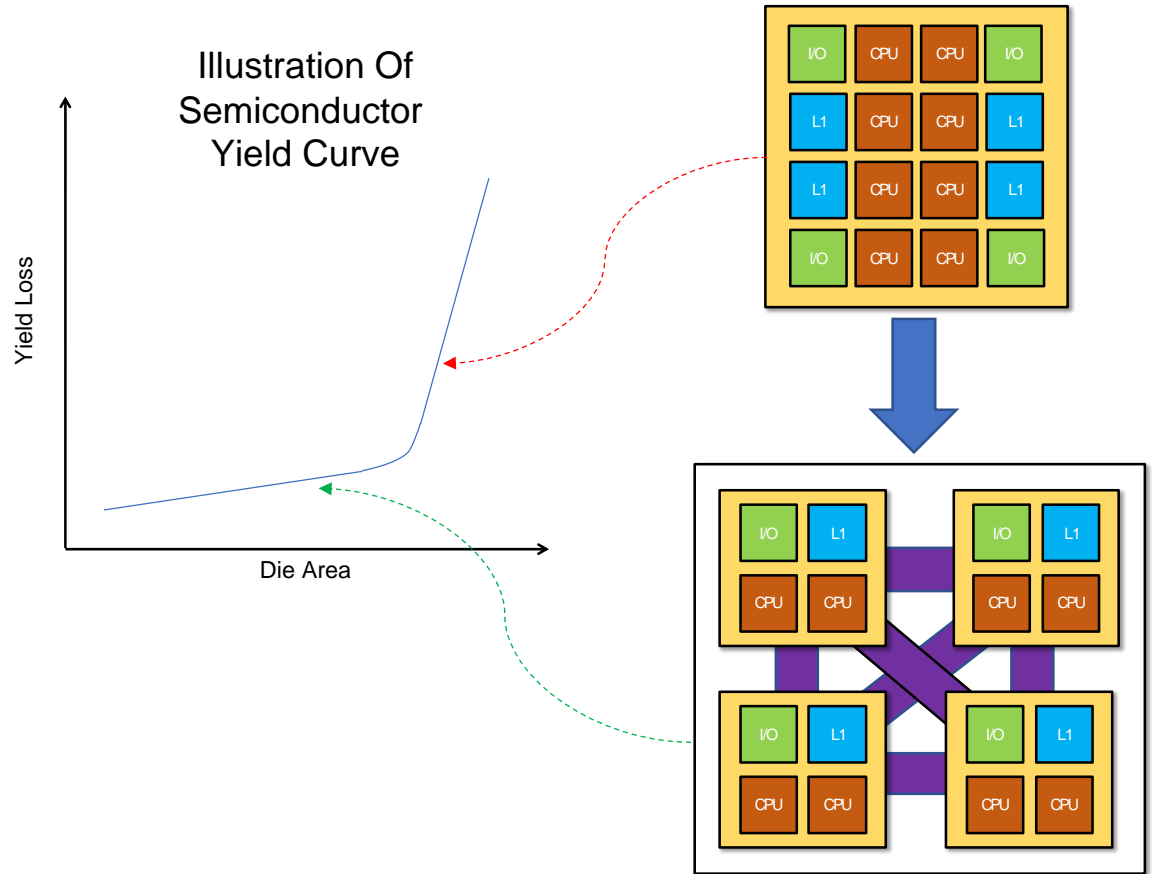 Illustration Of
Semiconductor
Yield Curve
Yield Loss
Die Area
I/O CPU CPU I/O
L1 CPU CPU L1
L1 CPU CPU L1
I/O CPU CPU I/O
I/O L1 I/O L1
CPU CPU CPU CPU
I/O L1 I/O L1
CPU CPU CPU CPU